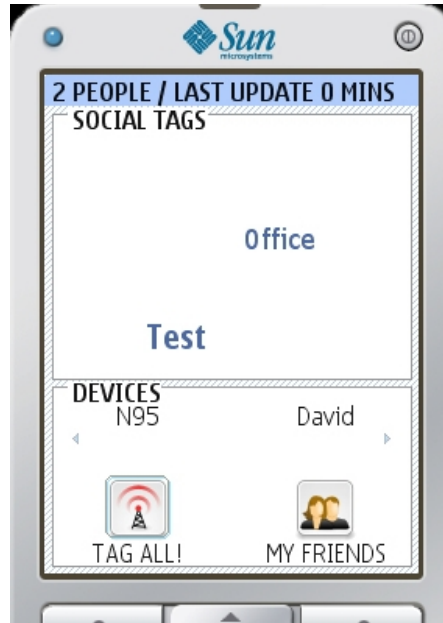 Sun
microsystems
2 PEOPLE / LAST UPDATE 0 MINS
SOCIAL TAGS
Office
Test
DEVICES
N95 David
TAG ALL! MY FRIENDS